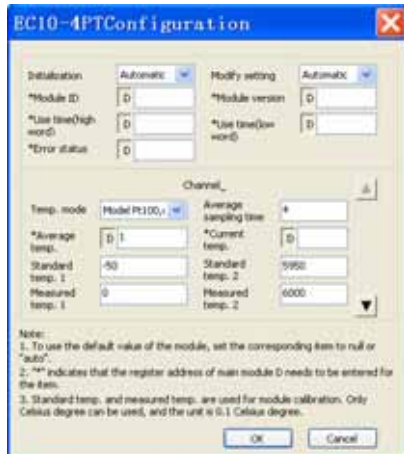 EC10-4PTConfiguration
Initialization Automatic Modify setting Automatic
*Module ID D *Module version D
*Use time(high word) D *Use time(low word) D
*Error status D
Channel_
Temp. mode Model Pt100, Average sampling time 4
*Average temp. D 1 *Current temp. D
Standard temp. 1 -50 Standard temp. 2 5950
Measured temp. 1 0 Measured temp. 2 6000
Note:
1. To use the default value of the module, set the corresponding item to null or
"auto".
2. "*" indicates that the register address of main module D needs to be entered for
the item.
3. Standard temp. and measured temp. are used for module calibration. Only
Celsius degree can be used, and the unit is 0.1 Celsius degree.
OK Cancel